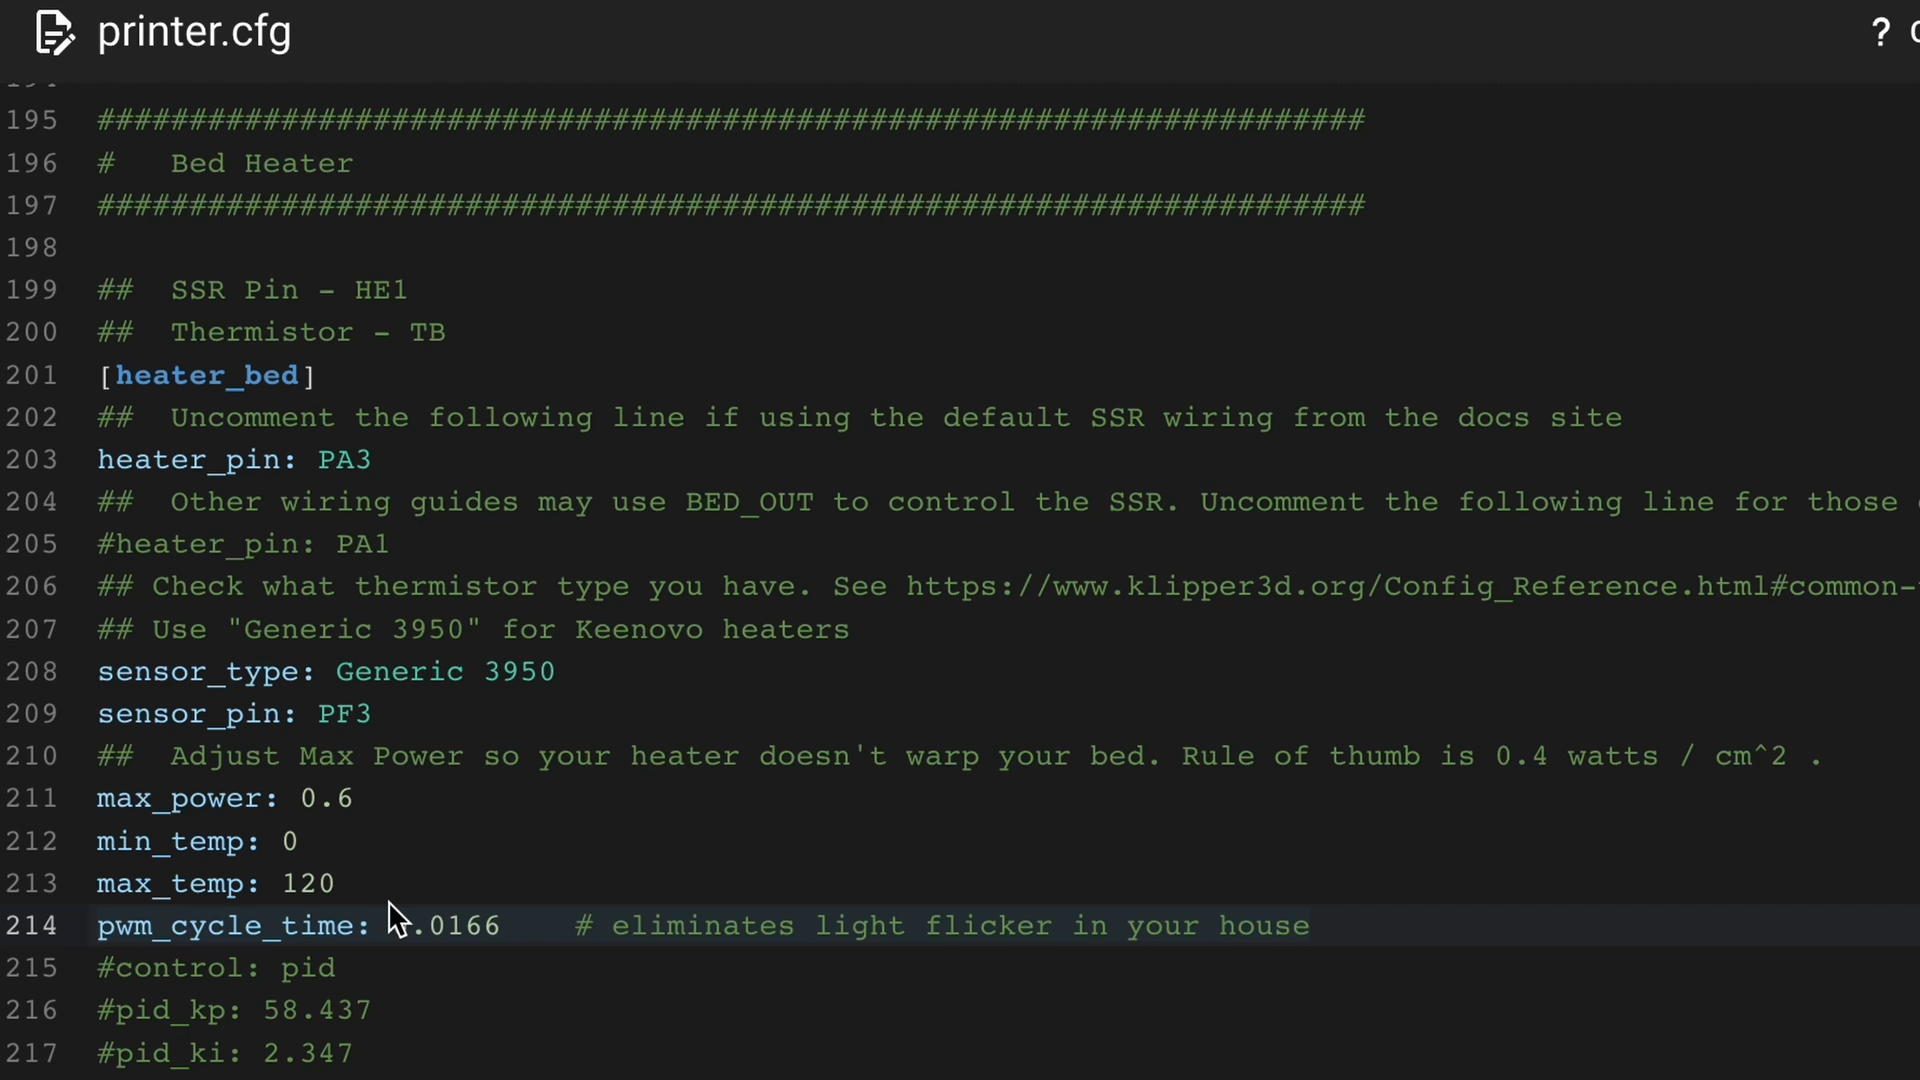 printer.cfg
?
195 #####################################################################
196 #   Bed Heater
197 #####################################################################
198
199 ##  SSR Pin - HE1
200 ##  Thermistor - TB
201 [heater_bed]
202 ##  Uncomment the following line if using the default SSR wiring from the docs site
203 heater_pin: PA3
204 ##  Other wiring guides may use BED_OUT to control the SSR. Uncomment the following line for those
205 #heater_pin: PA1
206 ## Check what thermistor type you have. See https://www.klipper3d.org/Config_Reference.html#common-
207 ## Use "Generic 3950" for Keenovo heaters
208 sensor_type: Generic 3950
209 sensor_pin: PF3
210 ##  Adjust Max Power so your heater doesn't warp your bed. Rule of thumb is 0.4 watts / cm^2 .
211 max_power: 0.6
212 min_temp: 0
213 max_temp: 120
214 pwm_cycle_time: .0166    # eliminates light flicker in your house
215 #control: pid
216 #pid_kp: 58.437
217 #pid_ki: 2.347